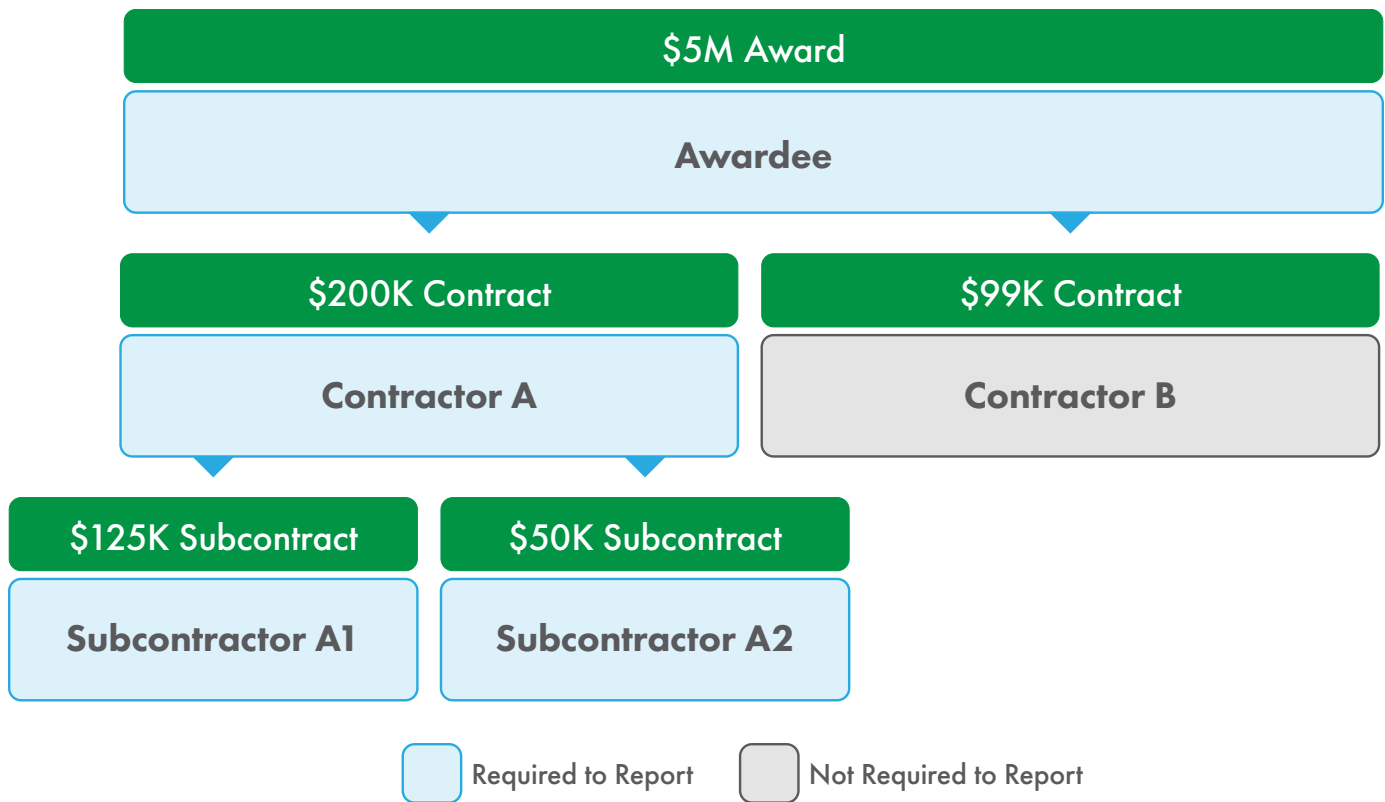 $5M Award
Awardee
$200K Contract
$99K Contract
Contractor A
Contractor B
$125K Subcontract
$50K Subcontract
Subcontractor A1
Subcontractor A2
Required to Report
Not Required to Report